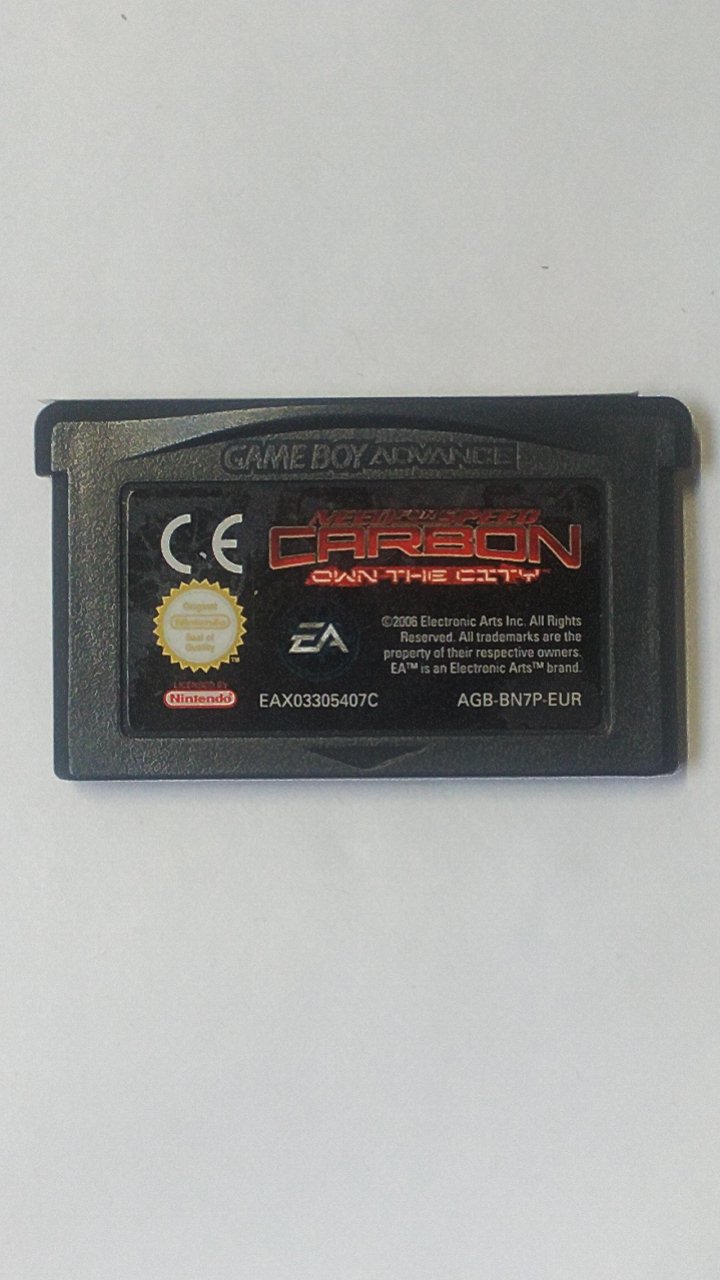 GAME BOY ADVANCE
CE
NEED FOR SPEED
CARBON
OWN THE CITY
Original
Nintendo
Seal of
Quality
TM
EA
©2006 Electronic Arts Inc. All Rights
Reserved. All trademarks are the
property of their respective owners.
EA™ is an Electronic Arts™ brand.
LICENSED BY
Nintendo
EAX03305407C
AGB-BN7P-EUR